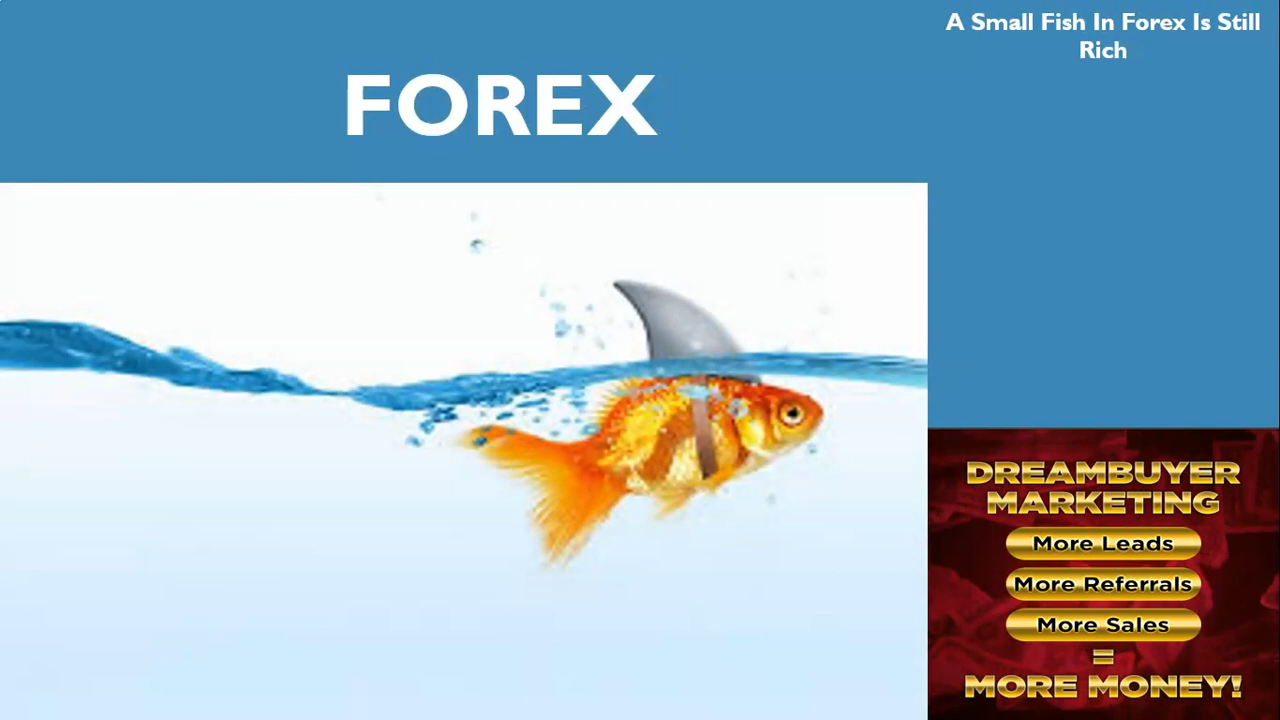 A Small Fish In Forex Is Still
Rich
FOREX
DREAMBUYER
MARKETING
More Leads
More Referrals
More Sales
=
MORE MONEY!